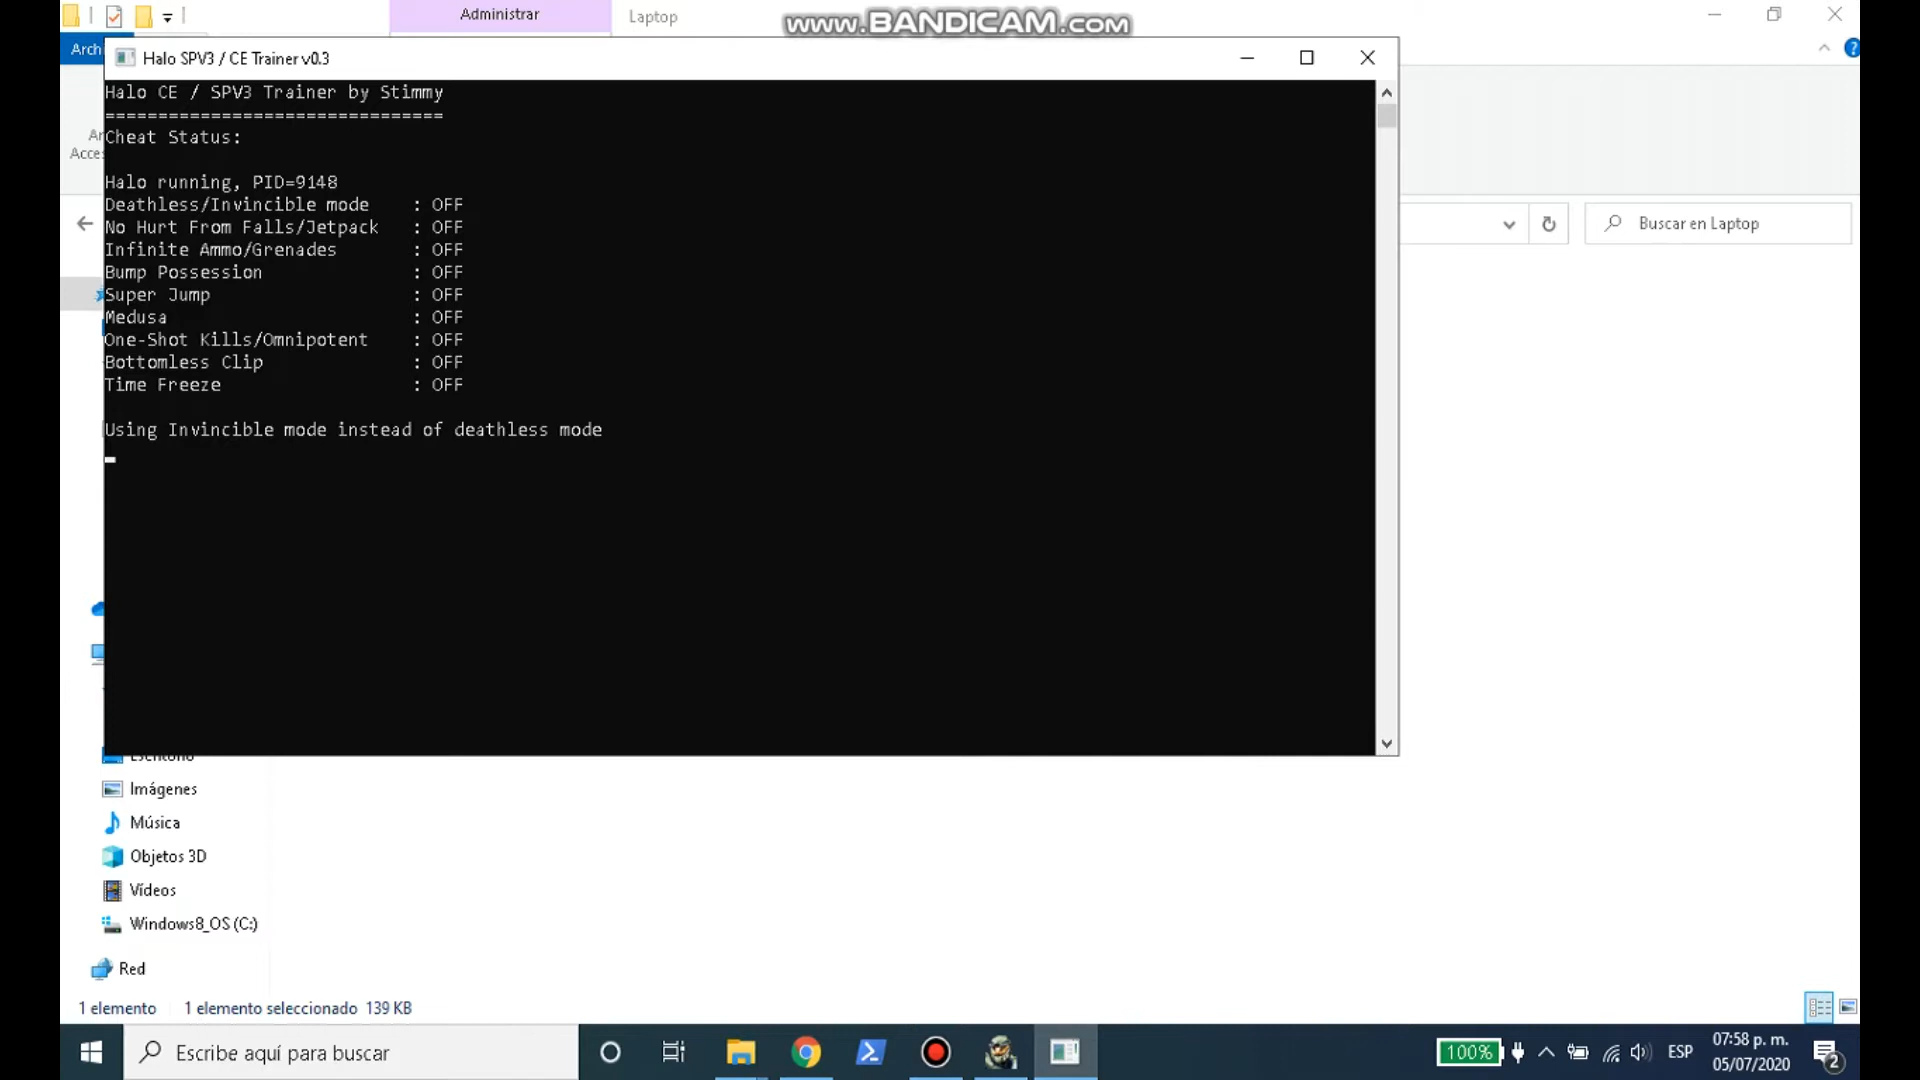 Administrar
Laptop
www.BANDICAM.com
Arch
Halo SPV3 / CE Trainer v0.3
Halo CE / SPV3 Trainer by Stimmy
================================
Cheat Status:
Halo running, PID=9148
Deathless/Invincible mode : OFF
No Hurt From Falls/Jetpack : OFF
Infinite Ammo/Grenades : OFF
Bump Possession : OFF
Super Jump : OFF
Medusa : OFF
One-Shot Kills/Omnipotent : OFF
Bottomless Clip : OFF
Time Freeze : OFF
Using Invincible mode instead of deathless mode
Acce
Buscar en Laptop
Escritorio
Imágenes
Música
Objetos 3D
Vídeos
Windows8_OS (C:)
Red
1 elemento
1 elemento seleccionado 139 KB
Escribe aquí para buscar
100%
ESP
07:58 p. m.
05/07/2020
2